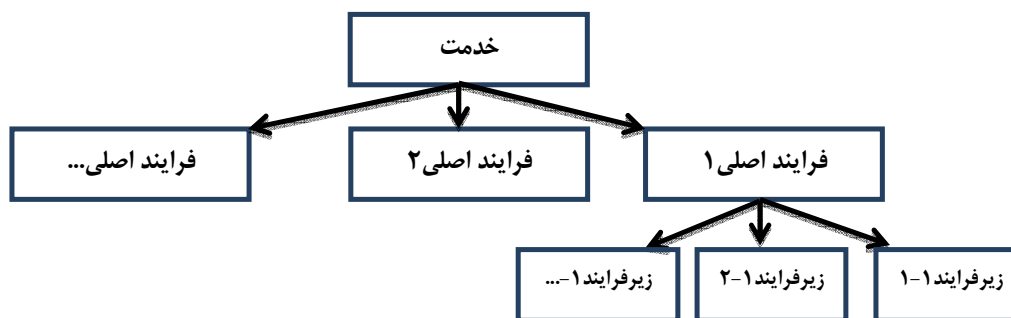 خدمت
فرایند اصلی۱
فرایند اصلی۲
فرایند اصلی...
زیرفرایند۱-۱
زیرفرایند۱-۲
زیرفرایند۱-...